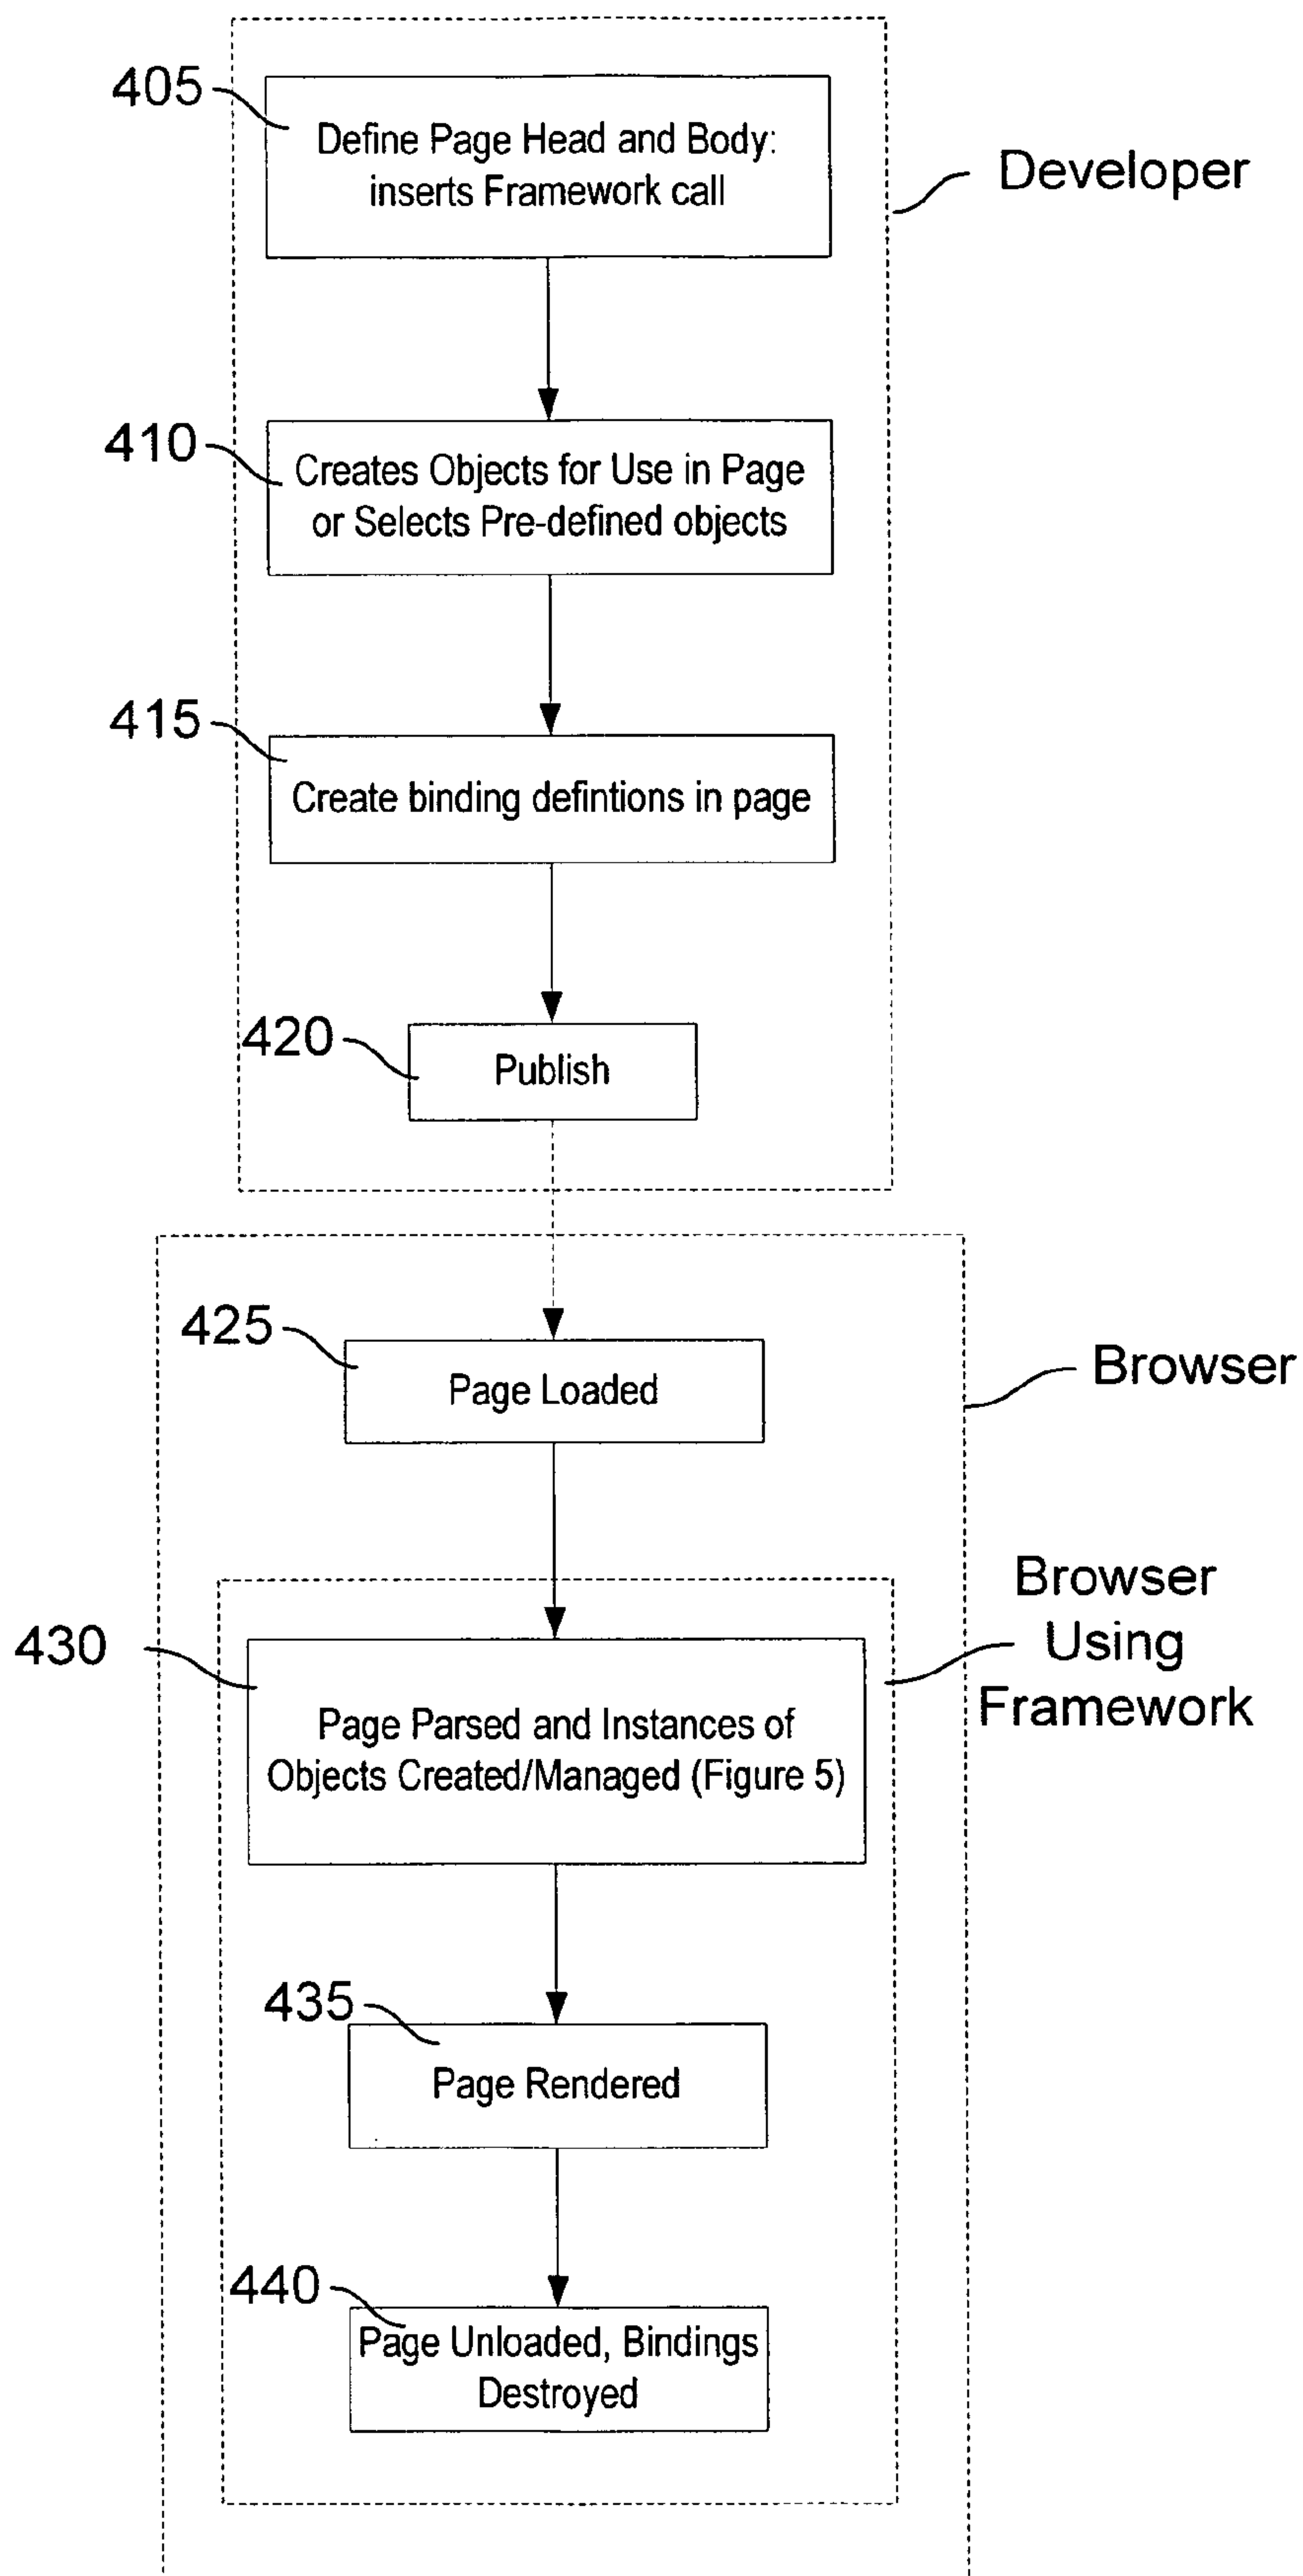 405
Define Page Head and Body:
inserts Framework call
Developer
410
Creates Objects for Use in Page
or Selects Pre-defined objects
415
Create binding defintions in page
420
Publish
425
Page Loaded
Browser
Browser
Using
Framework
430
Page Parsed and Instances of
Objects Created/Managed (Figure 5)
435
Page Rendered
440
Page Unloaded, Bindings
Destroyed